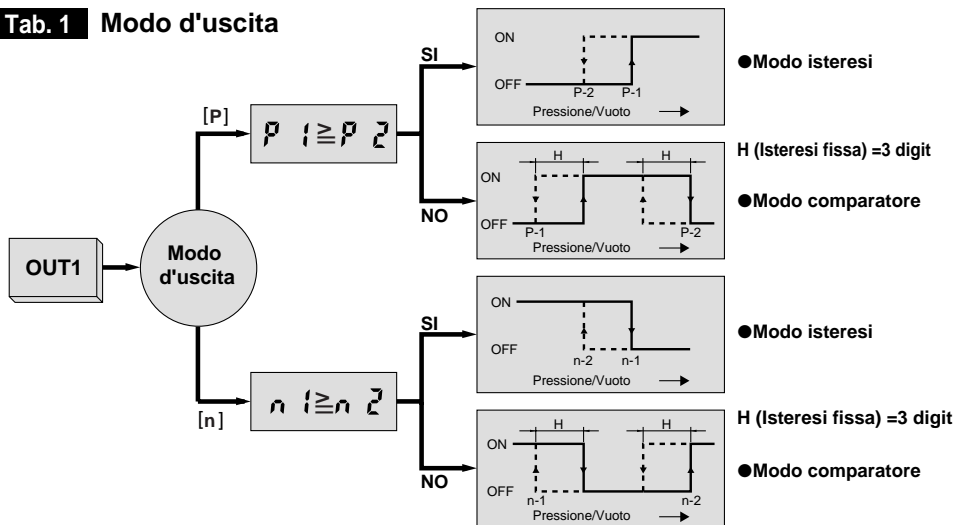 Tab. 1 Modo d'uscita
OUT1
Modo
d'uscita
[P]
P 1≧P 2
SI
NO
ON
OFF
P-2 P-1
Pressione/Vuoto
●Modo isteresi
H (Isteresi fissa) =3 digit
H H
ON
OFF
P-1 P-2
Pressione/Vuoto
●Modo comparatore
[n]
n 1≧n 2
SI
NO
ON
OFF
n-2 n-1
Pressione/Vuoto
●Modo isteresi
H (Isteresi fissa) =3 digit
H H
ON
OFF
n-1 n-2
Pressione/Vuoto
●Modo comparatore